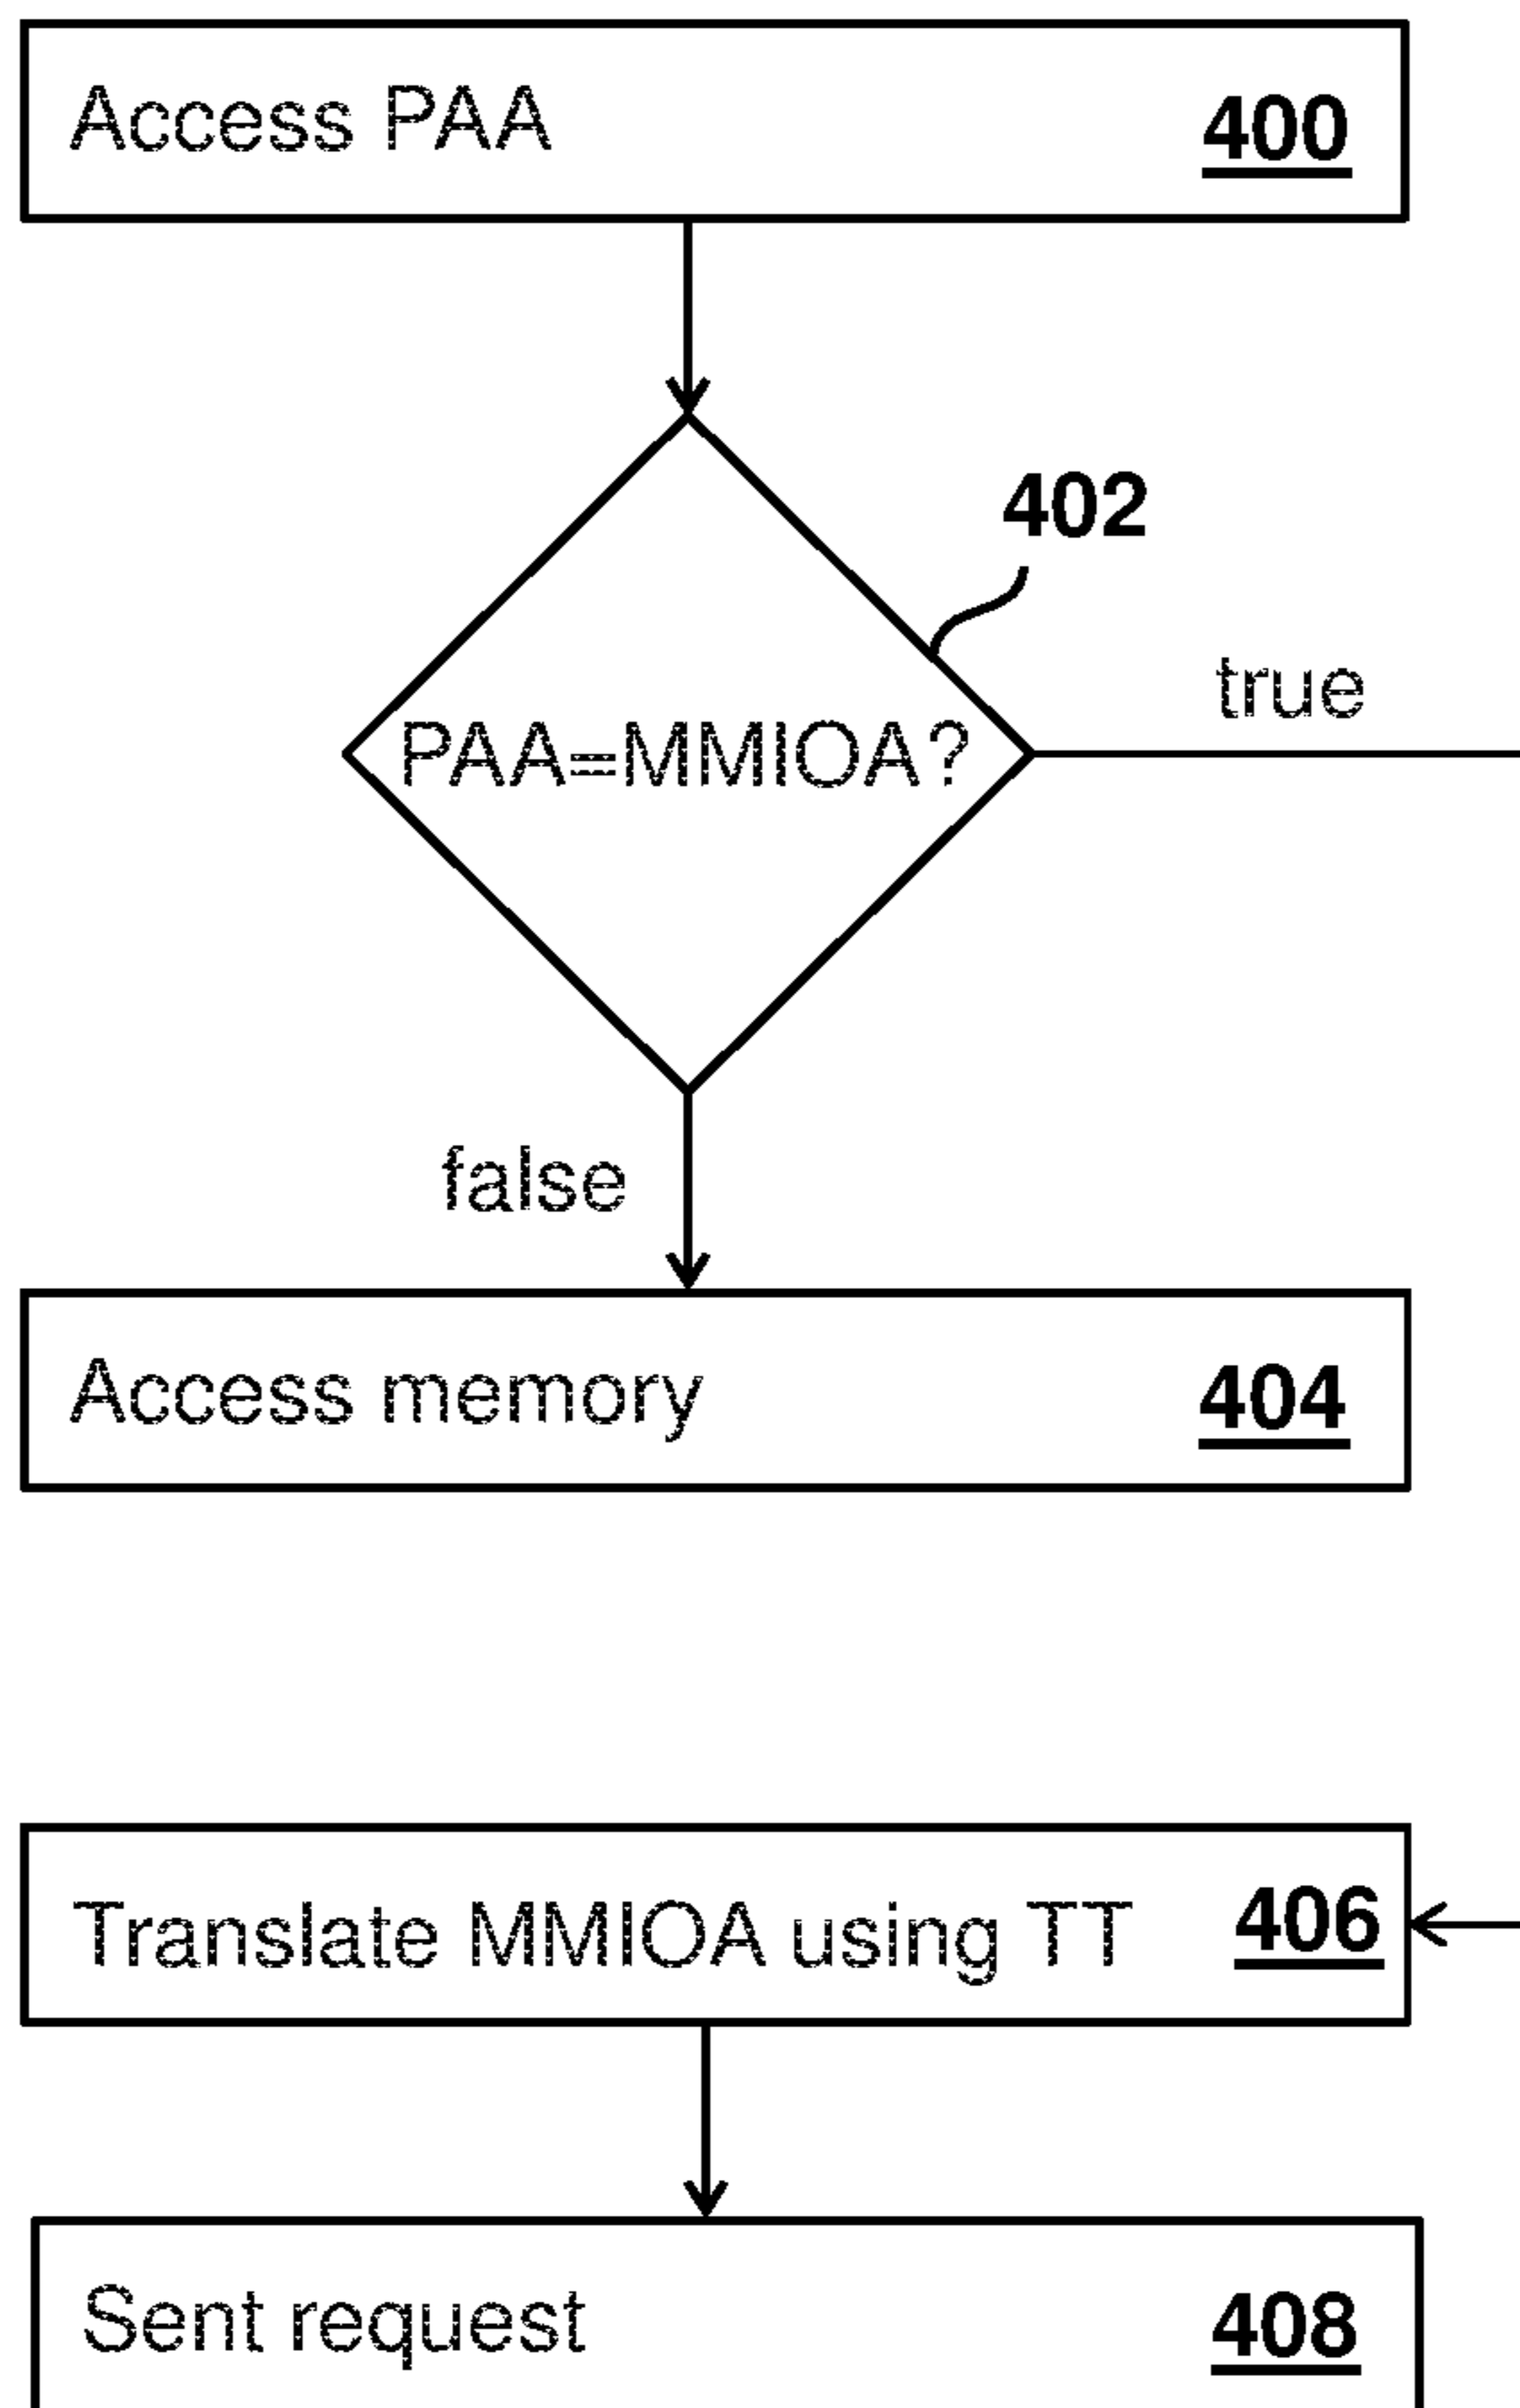 Access PAA 400
402
true
PAA=MMIOA?
false
Access memory 404
Translate MMIOA using TT 406
Sent request 408